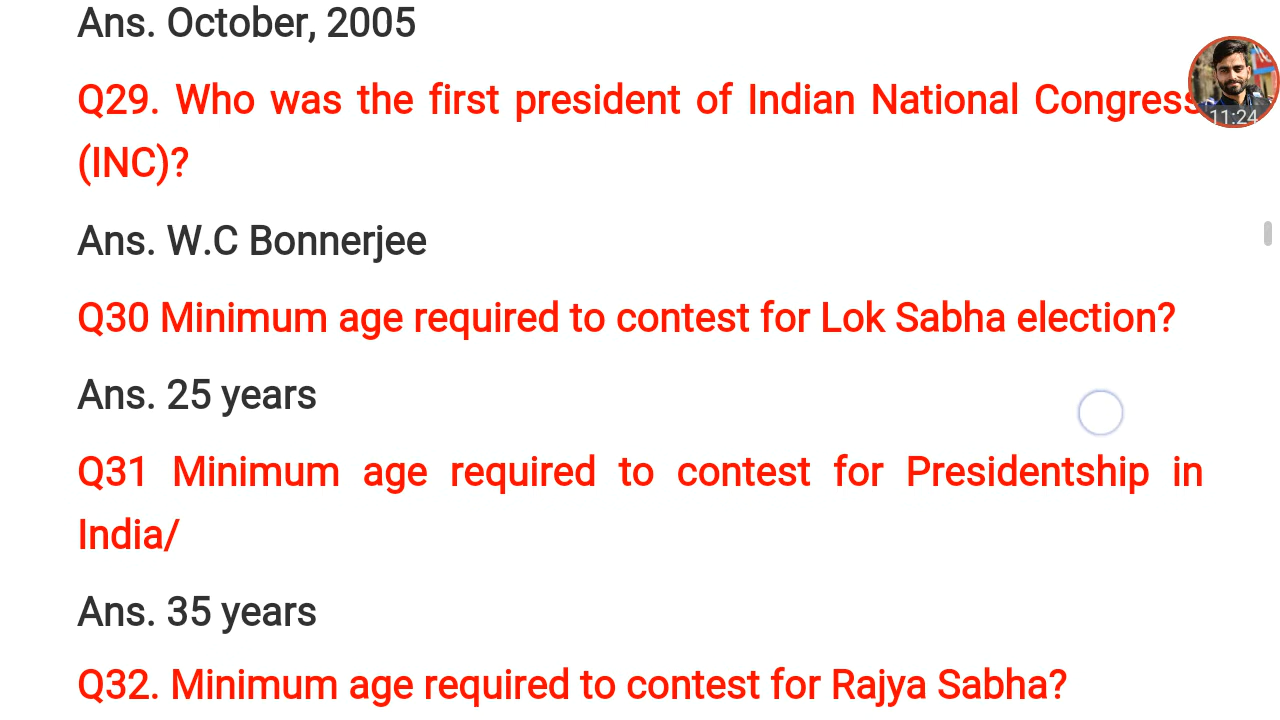 Ans. October, 2005
Q29. Who was the first president of Indian National Congress
(INC)?
11:24
Ans. W.C Bonnerjee
Q30 Minimum age required to contest for Lok Sabha election?
Ans. 25 years
Q31 Minimum age required to contest for Presidentship in
India/
Ans. 35 years
Q32. Minimum age required to contest for Rajya Sabha?